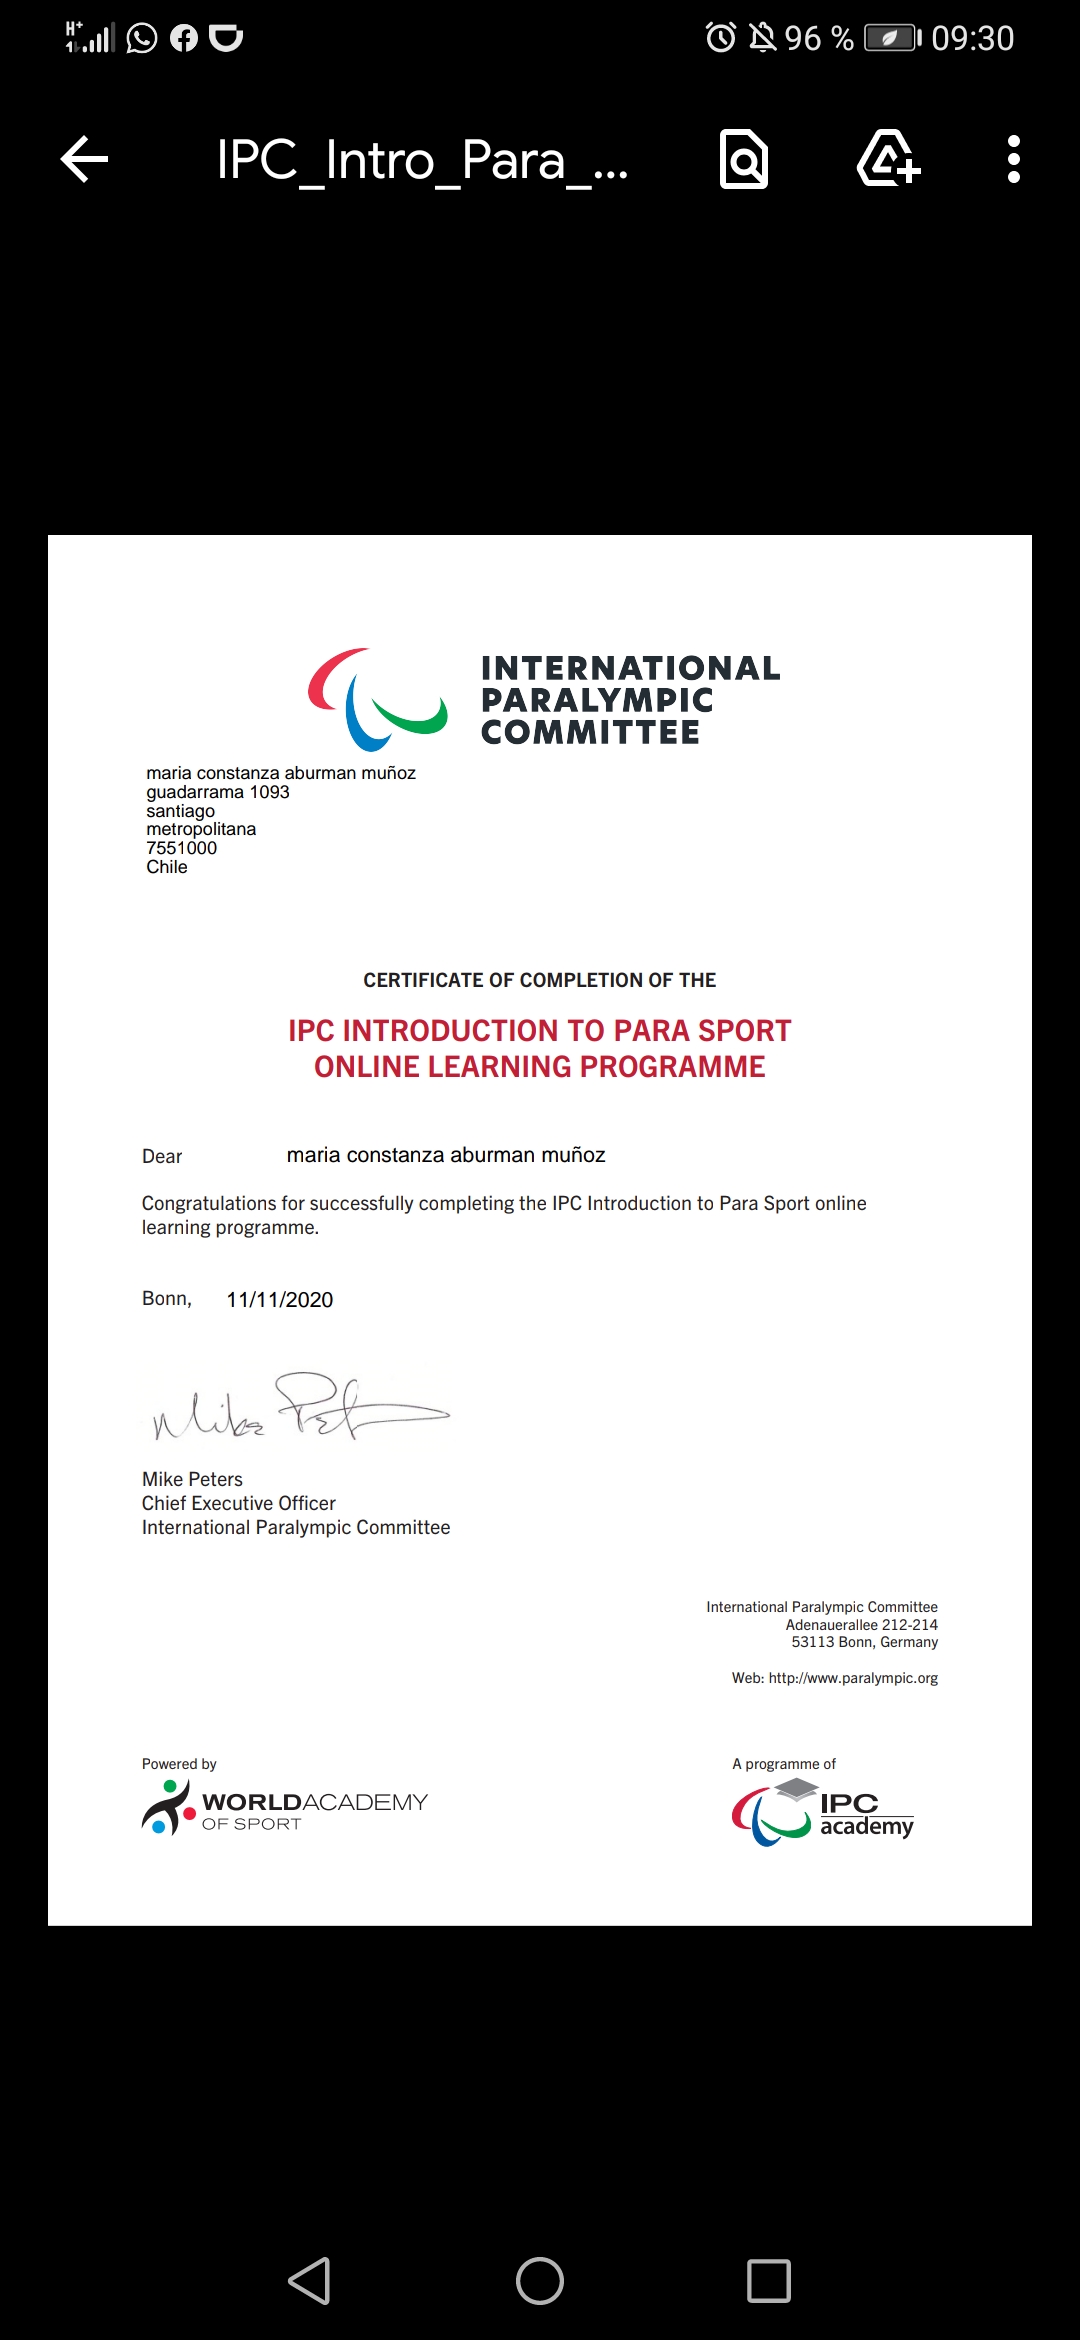 H+
96 %
09:30
IPC_Intro_Para_...
INTERNATIONAL
PARALYMPIC
COMMITTEE
maria constanza aburman muñoz
guadarrama 1093
santiago
metropolitana
7551000
Chile
CERTIFICATE OF COMPLETION OF THE
IPC INTRODUCTION TO PARA SPORT
ONLINE LEARNING PROGRAMME
Dear maria constanza aburman muñoz
Congratulations for successfully completing the IPC Introduction to Para Sport online
learning programme.
Bonn, 11/11/2020
Mike Peters
Mike Peters
Chief Executive Officer
International Paralympic Committee
International Paralympic Committee
Adenauerallee 212-214
53113 Bonn, Germany
Web: http://www.paralympic.org
Powered by
WORLDACADEMY
OF SPORT
A programme of
IPC
academy